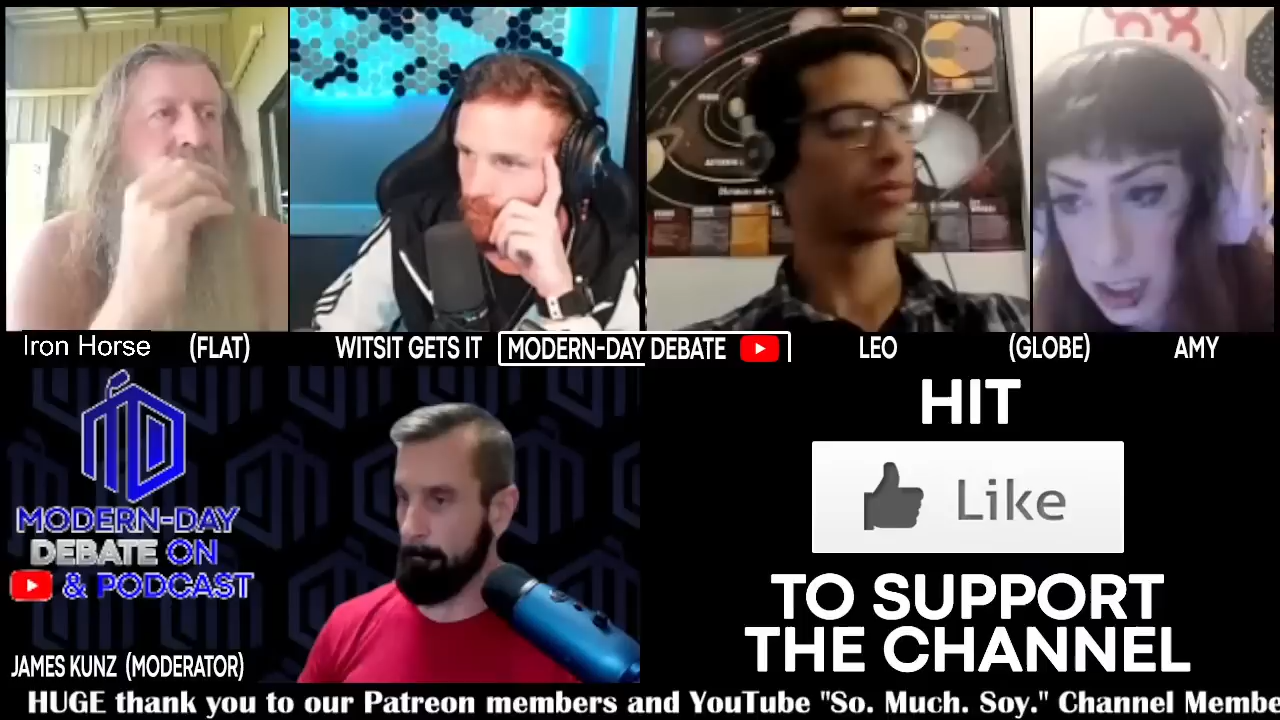 Iron Horse (FLAT) WITSIT GETS IT MODERN-DAY DEBATE LEO (GLOBE) AMY
MODERN-DAY
DEBATE ON
& PODCAST
JAMES KUNZ (MODERATOR)
HIT
Like
TO SUPPORT
THE CHANNEL
HUGE thank you to our Patreon members and YouTube "So. Much. Soy." Channel Membe